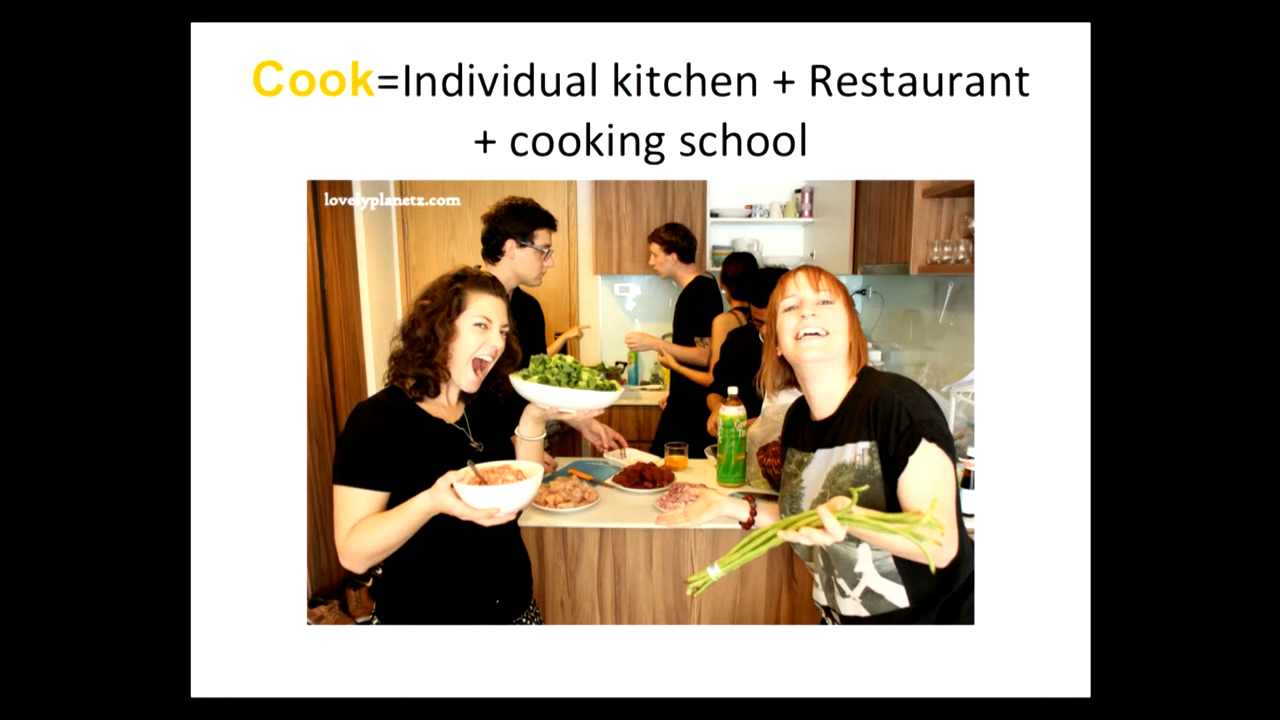 Cook=Individual kitchen + Restaurant
+ cooking school
lovelyplanetz.com